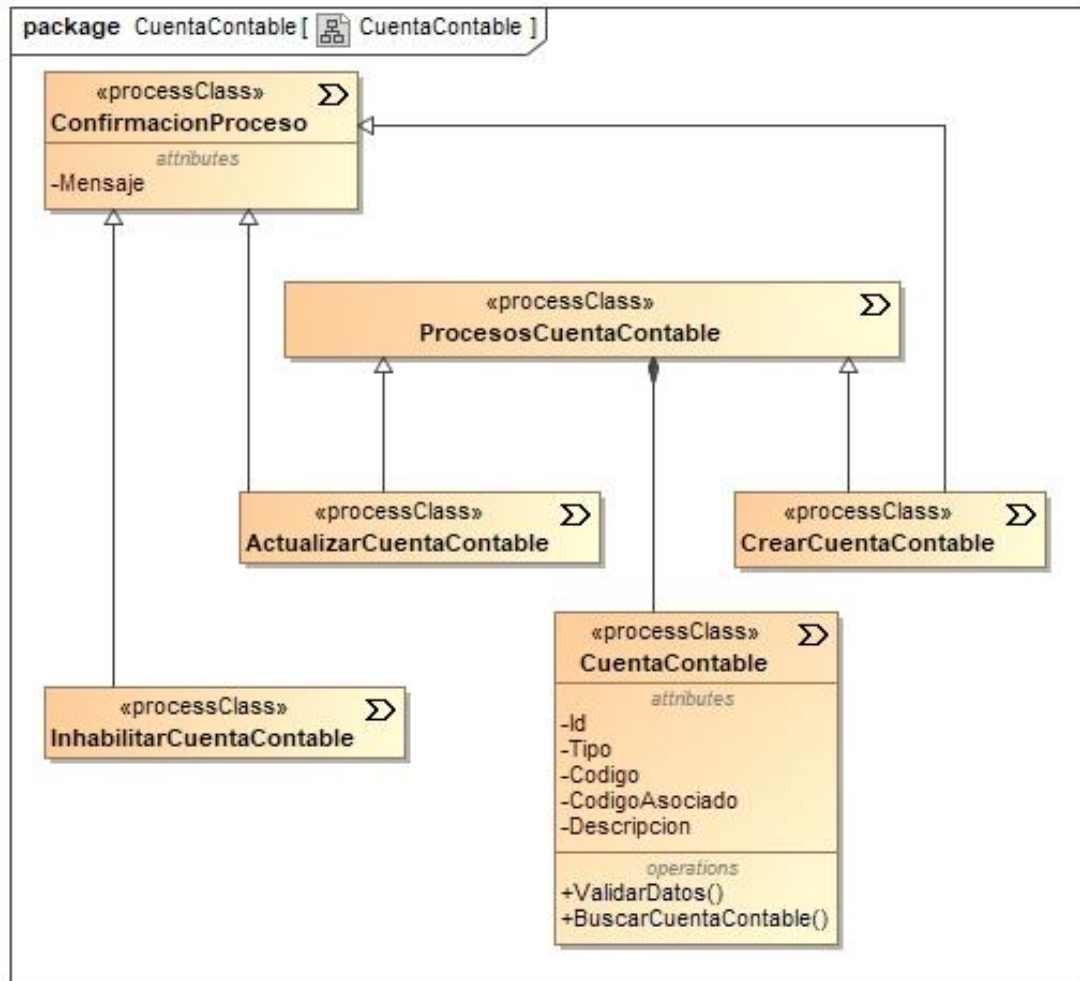 package CuentaContable [ CuentaContable ]
«processClass»
ConfirmacionProceso
attributes
-Mensaje
«processClass»
ProcesosCuentaContable
«processClass»
ActualizarCuentaContable
«processClass»
CrearCuentaContable
«processClass»
CuentaContable
attributes
-Id
-Tipo
-Codigo
-CodigoAsociado
-Descripcion
operations
+ValidarDatos()
+BuscarCuentaContable()
«processClass»
InhabilitarCuentaContable